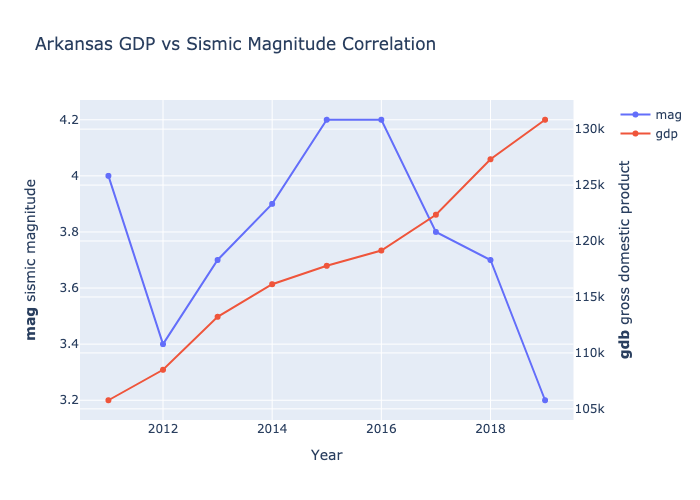 Arkansas GDP vs Sismic Magnitude Correlation
mag
gdp
4.2
4
3.8
3.6
3.4
3.2
mag sismic magnitude
130k
125k
120k
115k
110k
105k
gdb gross domestic product
2012
2014
2016
2018
Year